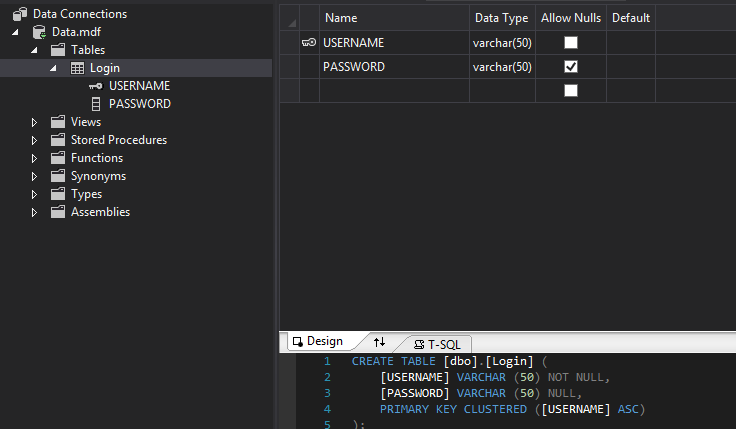 Data Connections
Data.mdf
Tables
Login
USERNAME
PASSWORD
Views
Stored Procedures
Functions
Synonyms
Types
Assemblies
Name Data Type Allow Nulls Default
USERNAME varchar(50)
PASSWORD varchar(50)
Design T-SQL
1 CREATE TABLE [dbo].[Login] (
2 [USERNAME] VARCHAR (50) NOT NULL,
3 [PASSWORD] VARCHAR (50) NULL,
4 PRIMARY KEY CLUSTERED ([USERNAME] ASC)
5 );